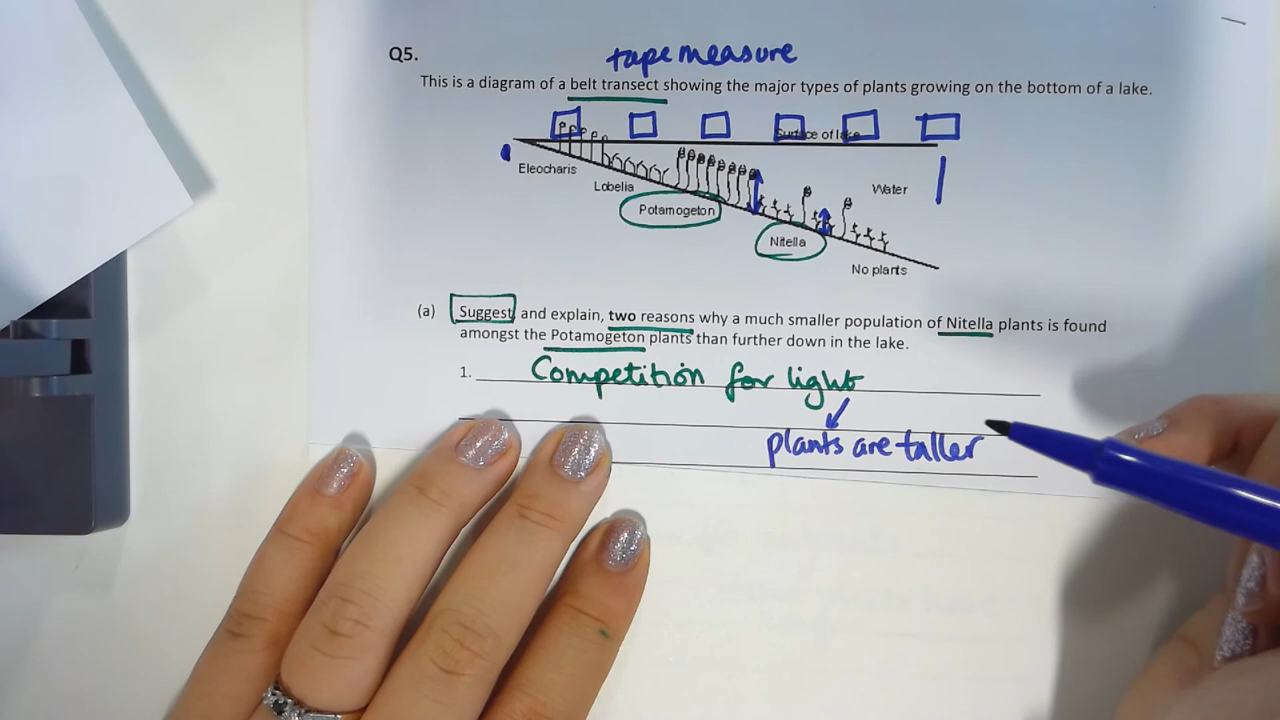 Q5.
tape measure
This is a diagram of a belt transect showing the major types of plants growing on the bottom of a lake.
Surface of lake
Eleocharis
Lobelia
Water
Potamogeton
Nitella
No plants
(a) Suggest and explain, two reasons why a much smaller population of Nitella plants is found
amongst the Potamogeton plants than further down in the lake.
1. Competition for light
plants are taller